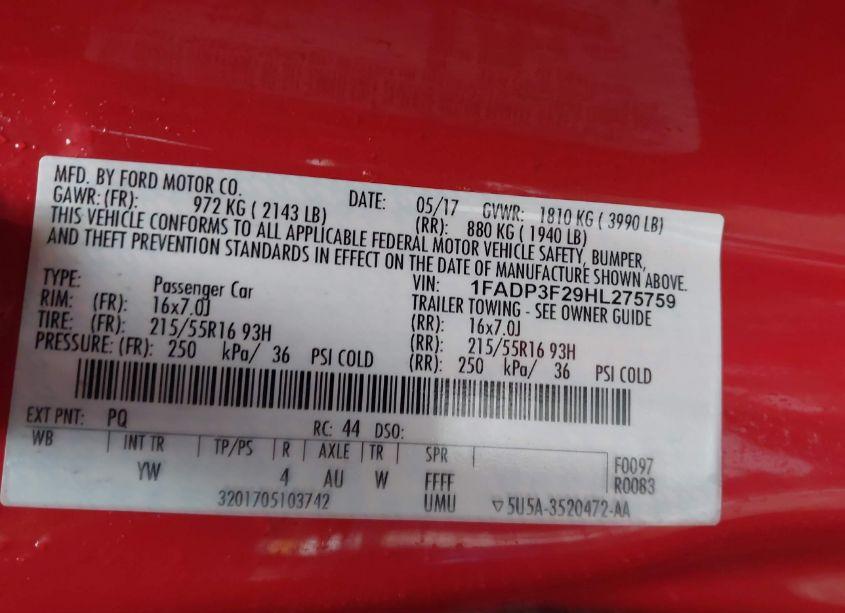 MFD. BY FORD MOTOR CO.
DATE: 05/17 GVWR: 1810 KG ( 3990 LB)
GAWR: (FR): 972 KG ( 2143 LB) (RR): 880 KG ( 1940 LB)
THIS VEHICLE CONFORMS TO ALL APPLICABLE FEDERAL MOTOR VEHICLE SAFETY, BUMPER,
AND THEFT PREVENTION STANDARDS IN EFFECT ON THE DATE OF MANUFACTURE SHOWN ABOVE.
VIN: 1FADP3F29HL275759
TYPE: Passenger Car TRAILER TOWING - SEE OWNER GUIDE
RIM: (FR): 16x7.0J (RR): 16x7.0J
TIRE: (FR): 215/55R16 93H (RR): 215/55R16 93H
PRESSURE: (FR): 250 kPa/ 36 PSI COLD (RR): 250 kPa/ 36 PSI COLD
EXT PNT: PQ RC: 44 DSO:
WB INT TR TP/PS R AXLE TR SPR F0097
YW 4 AU W FFFF R0083
3201705103742 UMU ▽5U5A-3520472-AA